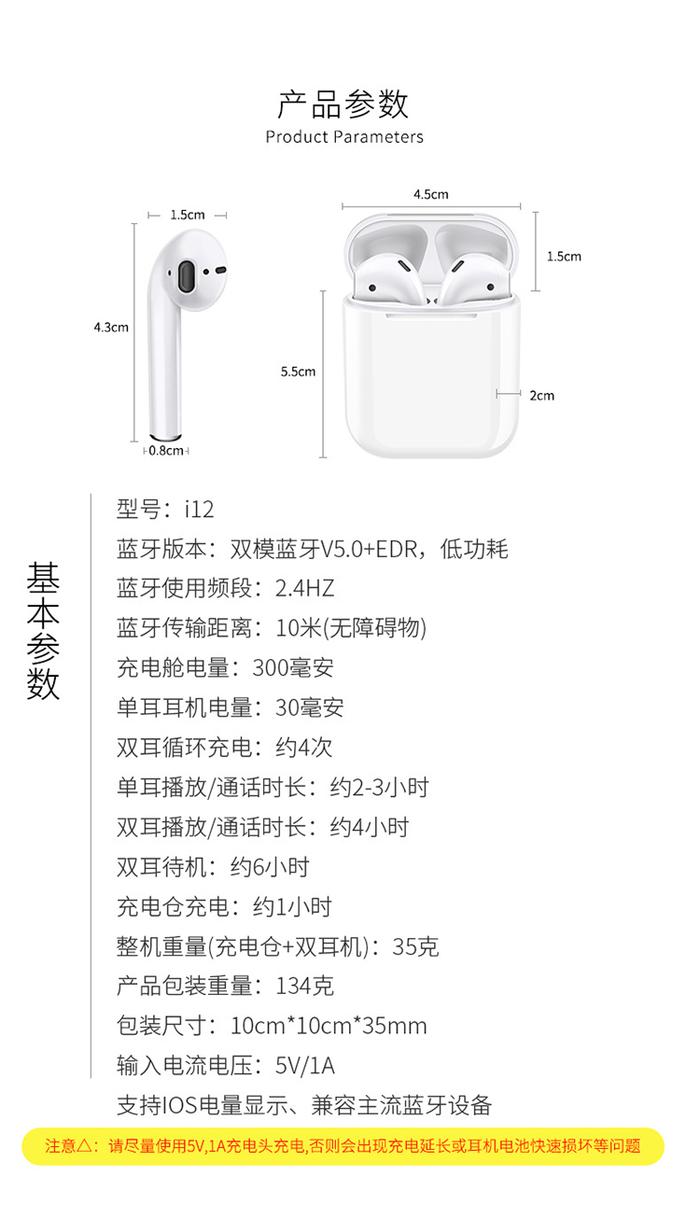 产品参数
Product Parameters
4.5cm
1.5cm
1.5cm
4.3cm
5.5cm
2cm
0.8cm
基本参数
型号：i12
蓝牙版本：双模蓝牙V5.0+EDR，低功耗
蓝牙使用频段：2.4HZ
蓝牙传输距离：10米(无障碍物)
充电舱电量：300毫安
单耳耳机电量：30毫安
双耳循环充电：约4次
单耳播放/通话时长：约2-3小时
双耳播放/通话时长：约4小时
双耳待机：约6小时
充电仓充电：约1小时
整机重量(充电仓+双耳机)：35克
产品包装重量：134克
包装尺寸：10cm*10cm*35mm
输入电流电压：5V/1A
支持IOS电量显示、兼容主流蓝牙设备
注意△：请尽量使用5V,1A充电头充电,否则会出现充电延长或耳机电池快速损坏等问题